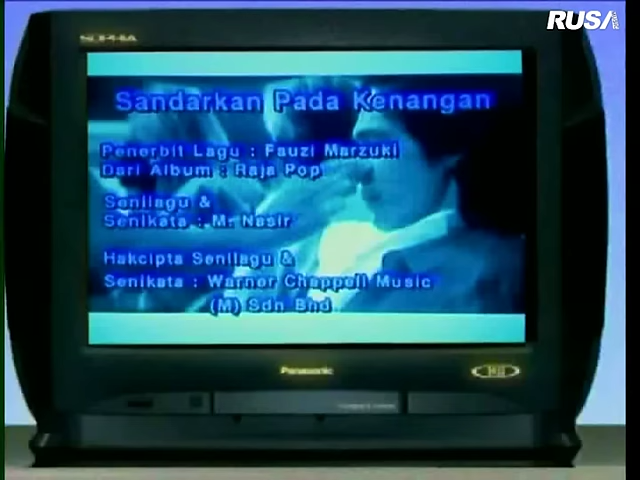 RUSA
SOPHIA
Sandarkan Pada Kenangan
Penerbit Lagu : Fauzi Marzuki
Dari Album : Raja Pop
Senilagu &
Senikata : M. Nasir
Hakcipta Senilagu &
Senikata : Warner Chappell Music
(M) Sdn Bhd
Panasonic